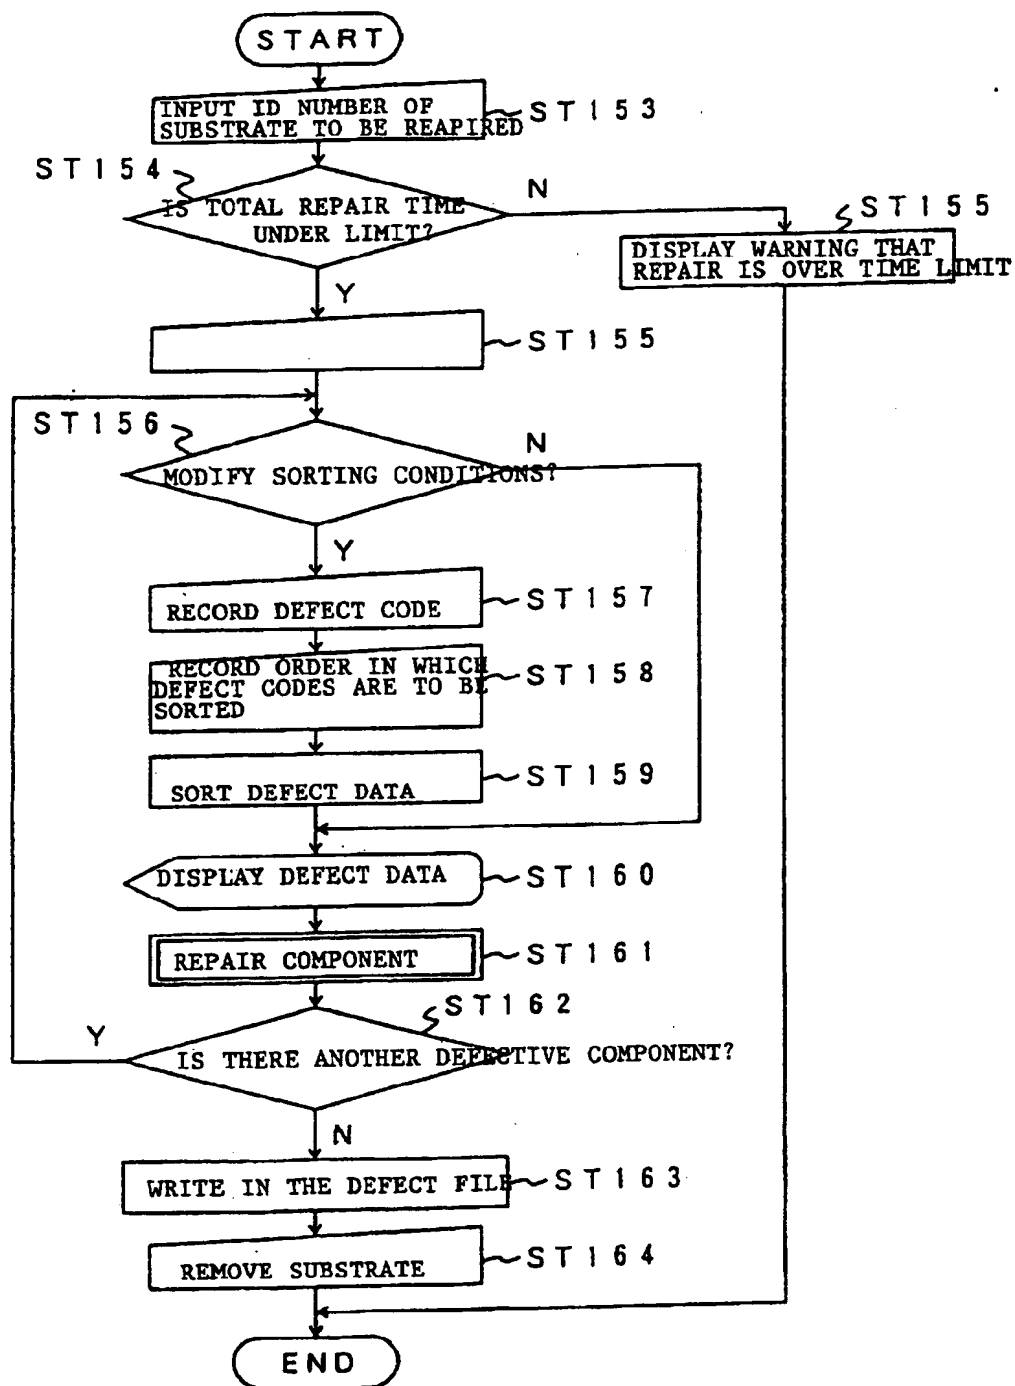 START
INPUT ID NUMBER OF
SUBSTRATE TO BE REAPIRED
ST153
ST154
IS TOTAL REPAIR TIME
UNDER LIMIT?
N
ST155
DISPLAY WARNING THAT
REPAIR IS OVER TIME LIMIT
Y
ST155
ST156
MODIFY SORTING CONDITIONS?
N
Y
RECORD DEFECT CODE
ST157
RECORD ORDER IN WHICH
DEFECT CODES ARE TO BE
SORTED
ST158
SORT DEFECT DATA
ST159
DISPLAY DEFECT DATA
ST160
REPAIR COMPONENT
ST161
ST162
Y
IS THERE ANOTHER DEFECTIVE COMPONENT?
N
WRITE IN THE DEFECT FILE
ST163
REMOVE SUBSTRATE
ST164
END